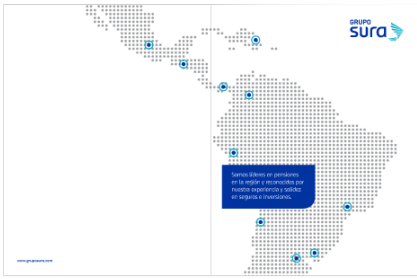 GRUPO
sura
Somos líderes en pensiones
en la región y reconocidos por
nuestra experiencia y solidez
en seguros e inversiones.
www.gruposura.com